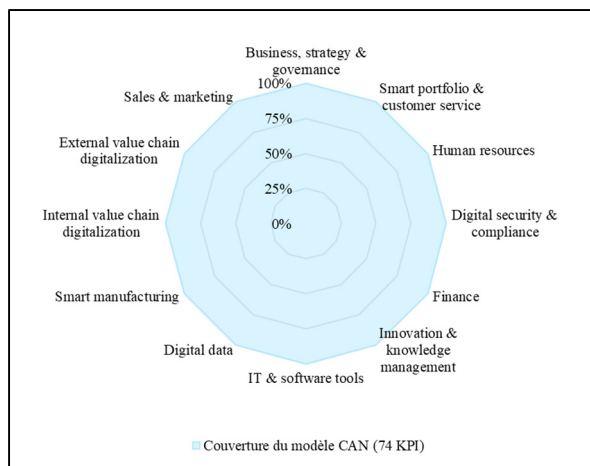 Business, strategy &
governance
100%
Sales & marketing
Smart portfolio &
customer service
75%
External value chain
digitalization
50%
Human resources
25%
Internal value chain
digitalization
0%
Digital security &
compliance
Smart manufacturing
Finance
Digital data
Innovation &
knowledge
management
IT & software tools
Couverture du modèle CAN (74 KPI)